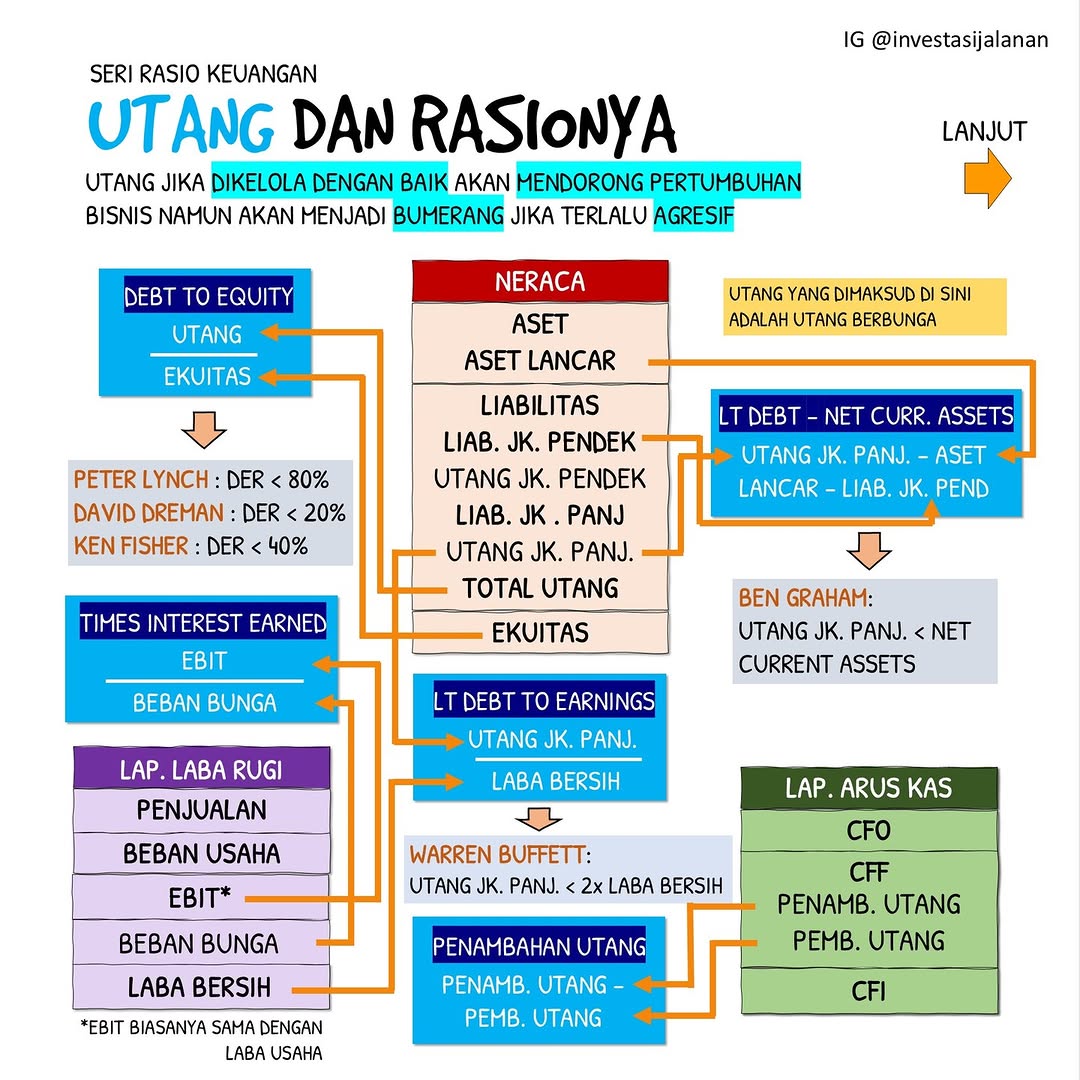 IG @investasijalanan
SERI RASIO KEUANGAN
UTANG DAN RASIONYA
LANJUT
UTANG JIKA DIKELOLA DENGAN BAIK AKAN MENDORONG PERTUMBUHAN
BISNIS NAMUN AKAN MENJADI BUMERANG JIKA TERLALU AGRESIF
DEBT TO EQUITY
UTANG
EKUITAS
PETER LYNCH : DER < 80%
DAVID DREMAN : DER < 20%
KEN FISHER : DER < 40%
NERACA
ASET
ASET LANCAR
LIABILITAS
LIAB. JK. PENDEK
UTANG JK. PENDEK
LIAB. JK . PANJ
UTANG JK. PANJ.
TOTAL UTANG
EKUITAS
UTANG YANG DIMAKSUD DI SINI
ADALAH UTANG BERBUNGA
LT DEBT – NET CURR. ASSETS
UTANG JK. PANJ. – ASET
LANCAR – LIAB. JK. PEND
BEN GRAHAM:
UTANG JK. PANJ. < NET
CURRENT ASSETS
TIMES INTEREST EARNED
EBIT
BEBAN BUNGA
LT DEBT TO EARNINGS
UTANG JK. PANJ.
LABA BERSIH
WARREN BUFFETT:
UTANG JK. PANJ. < 2x LABA BERSIH
LAP. LABA RUGI
PENJUALAN
BEBAN USAHA
EBIT*
BEBAN BUNGA
LABA BERSIH
*EBIT BIASANYA SAMA DENGAN
LABA USAHA
PENAMBAHAN UTANG
PENAMB. UTANG –
PEMB. UTANG
LAP. ARUS KAS
CFO
CFF
PENAMB. UTANG
PEMB. UTANG
CFI